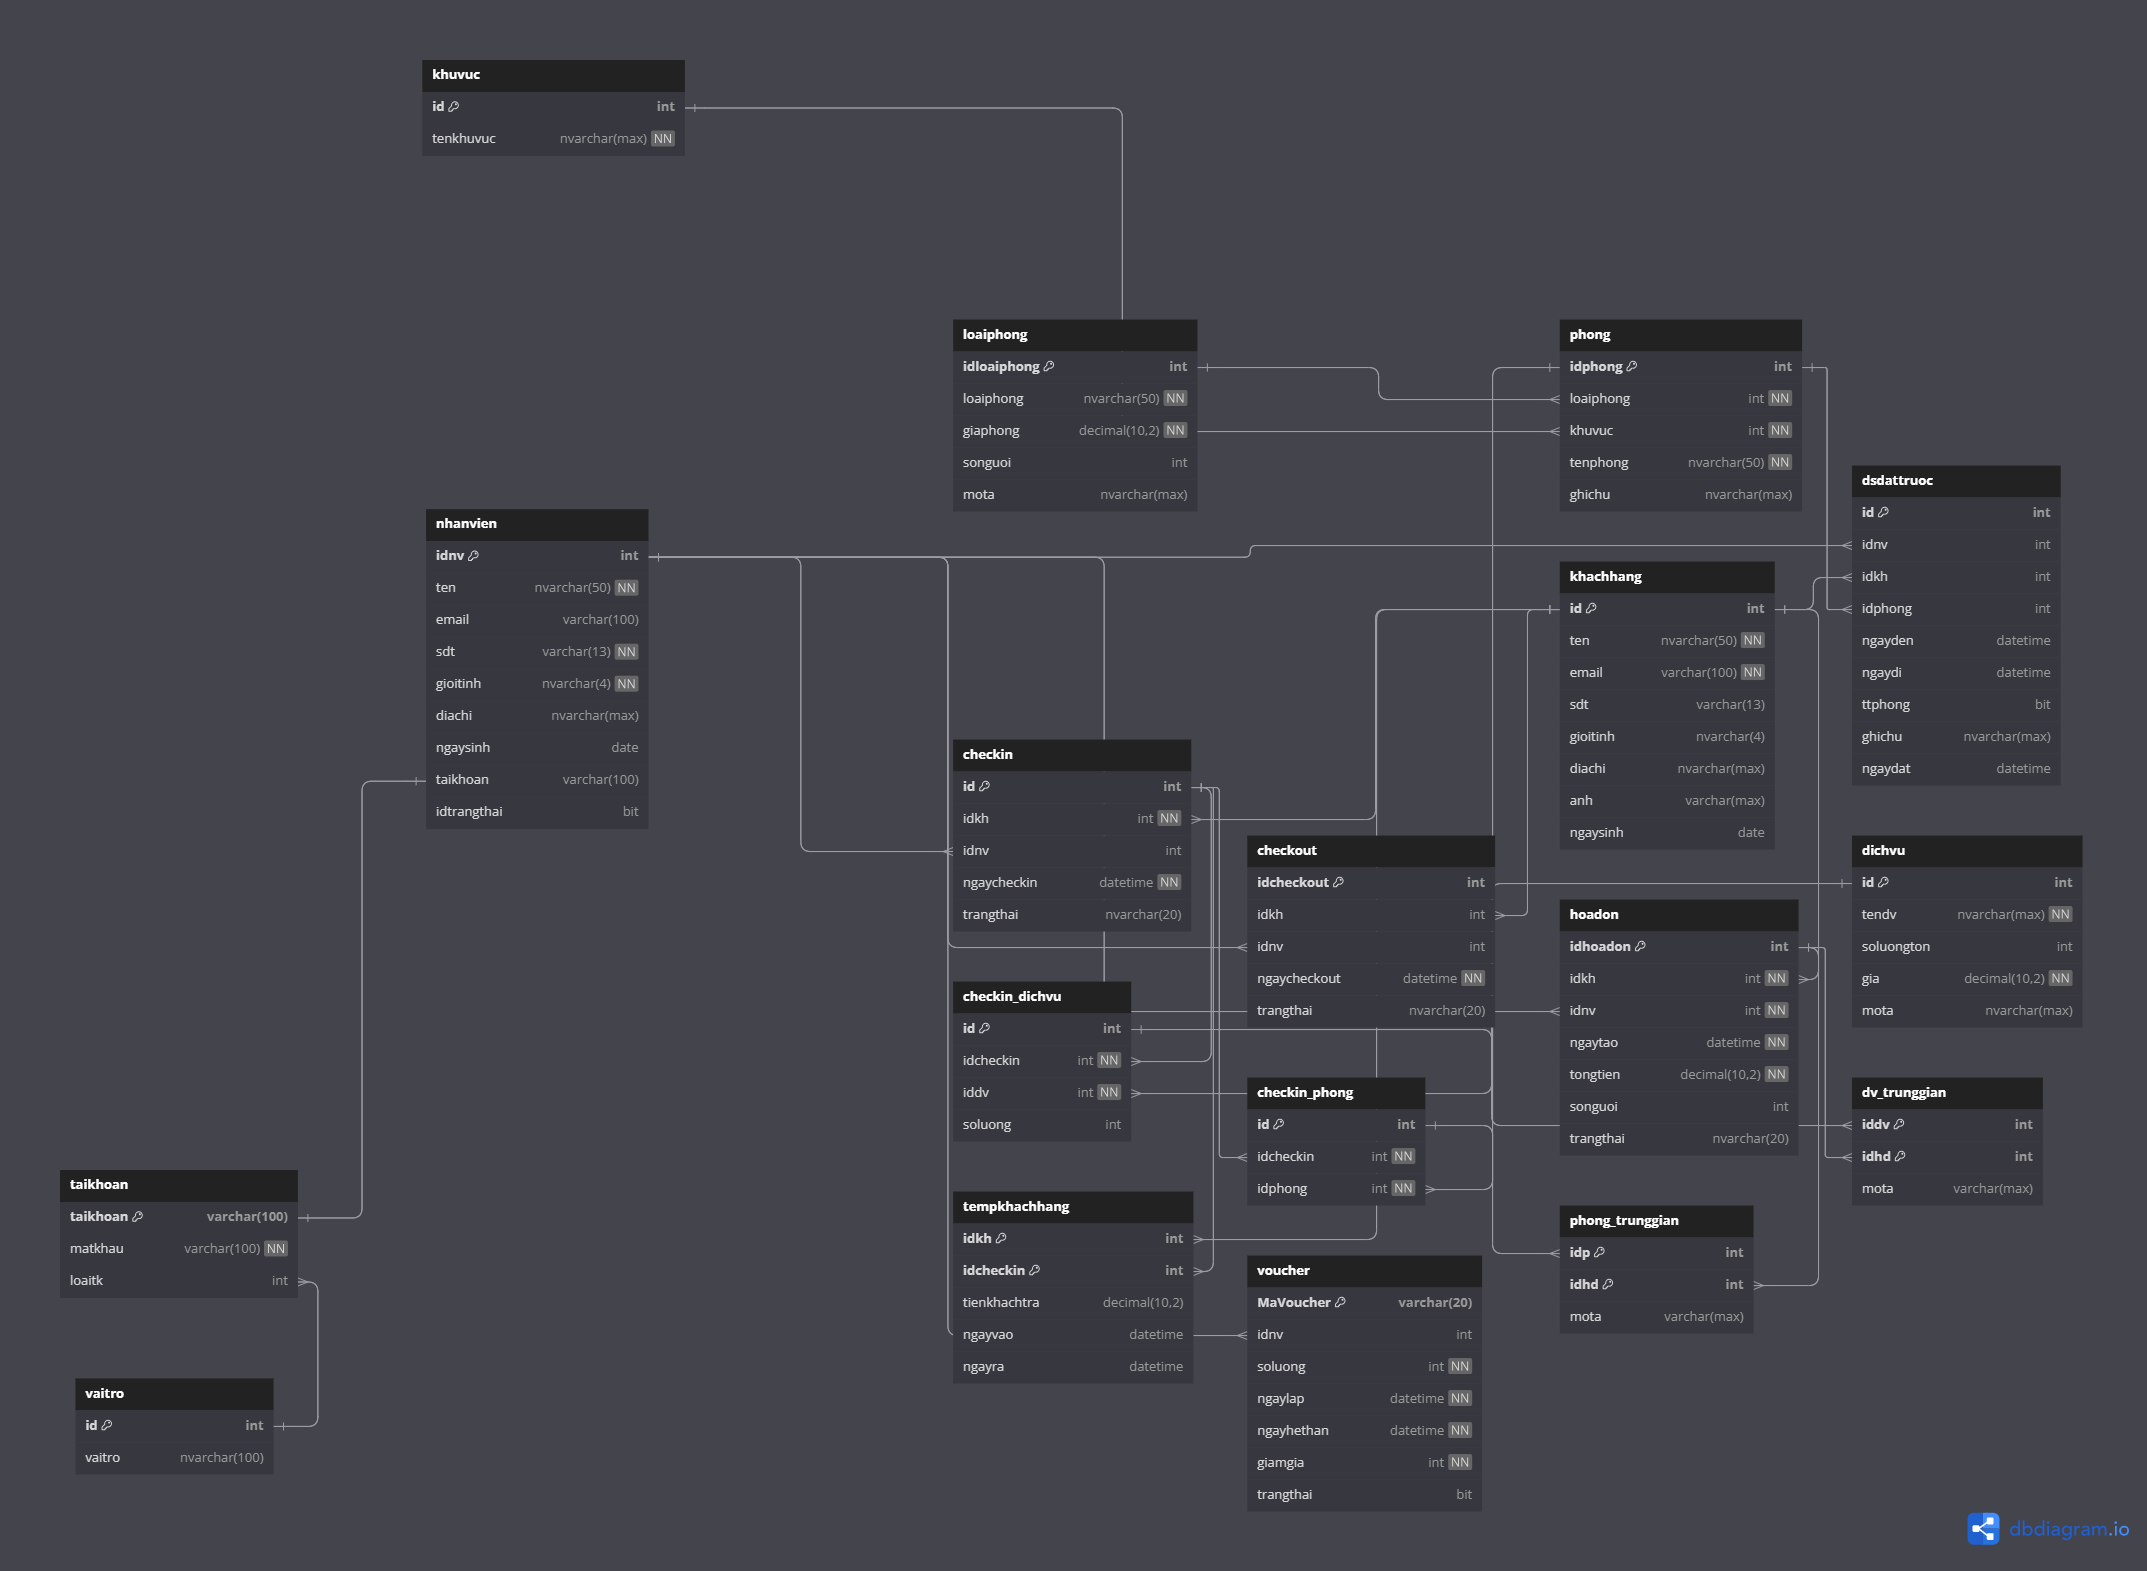 khuvuc
id int
tenkhuvuc nvarchar(max) NN
loaiphong
idloaiphong int
loaiphong nvarchar(50) NN
giaphong decimal(10,2) NN
songuoi int
mota nvarchar(max)
phong
idphong int
loaiphong int NN
khuvuc int NN
tenphong nvarchar(50) NN
ghichu nvarchar(max)
dsdattruoc
id int
idnv int
idkh int
idphong int
ngayden datetime
ngaydi datetime
ttphong bit
ghichu nvarchar(max)
ngaydat datetime
nhanvien
idnv int
ten nvarchar(50) NN
email varchar(100)
sdt varchar(13) NN
gioitinh nvarchar(4) NN
diachi nvarchar(max)
ngaysinh date
taikhoan varchar(100)
idtrangthai bit
khachhang
id int
ten nvarchar(50) NN
email varchar(100) NN
sdt varchar(13)
gioitinh nvarchar(4)
diachi nvarchar(max)
anh varchar(max)
ngaysinh date
checkin
id int
idkh int NN
idnv int
ngaycheckin datetime NN
trangthai nvarchar(20)
checkout
idcheckout int
idkh int
idnv int
ngaycheckout datetime NN
trangthai nvarchar(20)
dichvu
id int
tendv nvarchar(max) NN
soluongton int
gia decimal(10,2) NN
mota nvarchar(max)
hoadon
idhoadon int
idkh int NN
idnv int NN
ngaytao datetime NN
tongtien decimal(10,2) NN
songuoi int
trangthai nvarchar(20)
checkin_dichvu
id int
idcheckin int NN
iddv int NN
soluong int
checkin_phong
id int
idcheckin int NN
idphong int NN
dv_trunggian
iddv int
idhd int
mota varchar(max)
taikhoan
taikhoan varchar(100)
matkhau varchar(100) NN
loaitk int
tempkhachhang
idkh int
idcheckin int
tienkhachtra decimal(10,2)
ngayvao datetime
ngayra datetime
phong_trunggian
idp int
idhd int
mota varchar(max)
voucher
MaVoucher varchar(20)
idnv int
soluong int NN
ngaylap datetime NN
ngayhethan datetime NN
giamgia int NN
trangthai bit
vaitro
id int
vaitro nvarchar(100)
dbdiagram.io